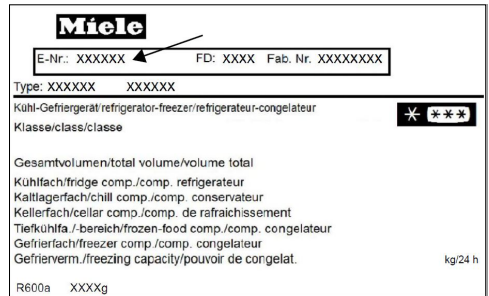 Miele
E-Nr.: XXXXXX FD: XXXX Fab. Nr. XXXXXXXX
Type: XXXXXX XXXXXX
Kühl-Gefriergerät/refrigerator-freezer/refrigerateur-congelateur
Klasse/class/classe
Gesamtvolumen/total volume/volume total
Kühlfach/fridge comp./comp. refrigerateur
Kaltlagerfach/chill comp./comp. conservateur
Kellerfach/cellar comp./comp. de rafraichissement
Tiefkühlfa./-bereich/frozen-food comp./comp. congelateur
Gefrierfach/freezer comp./comp. congelateur
Gefrierverm./freezing capacity/pouvoir de congelat. kg/24 h
R600a XXXXg